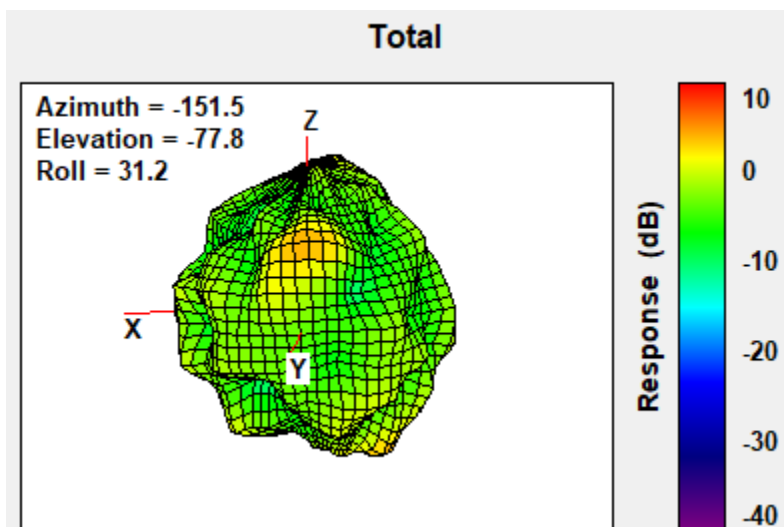 Total
Azimuth = -151.5
Elevation = -77.8
Roll = 31.2
Z
X
Y
Response (dB)
10
0
-10
-20
-30
-40